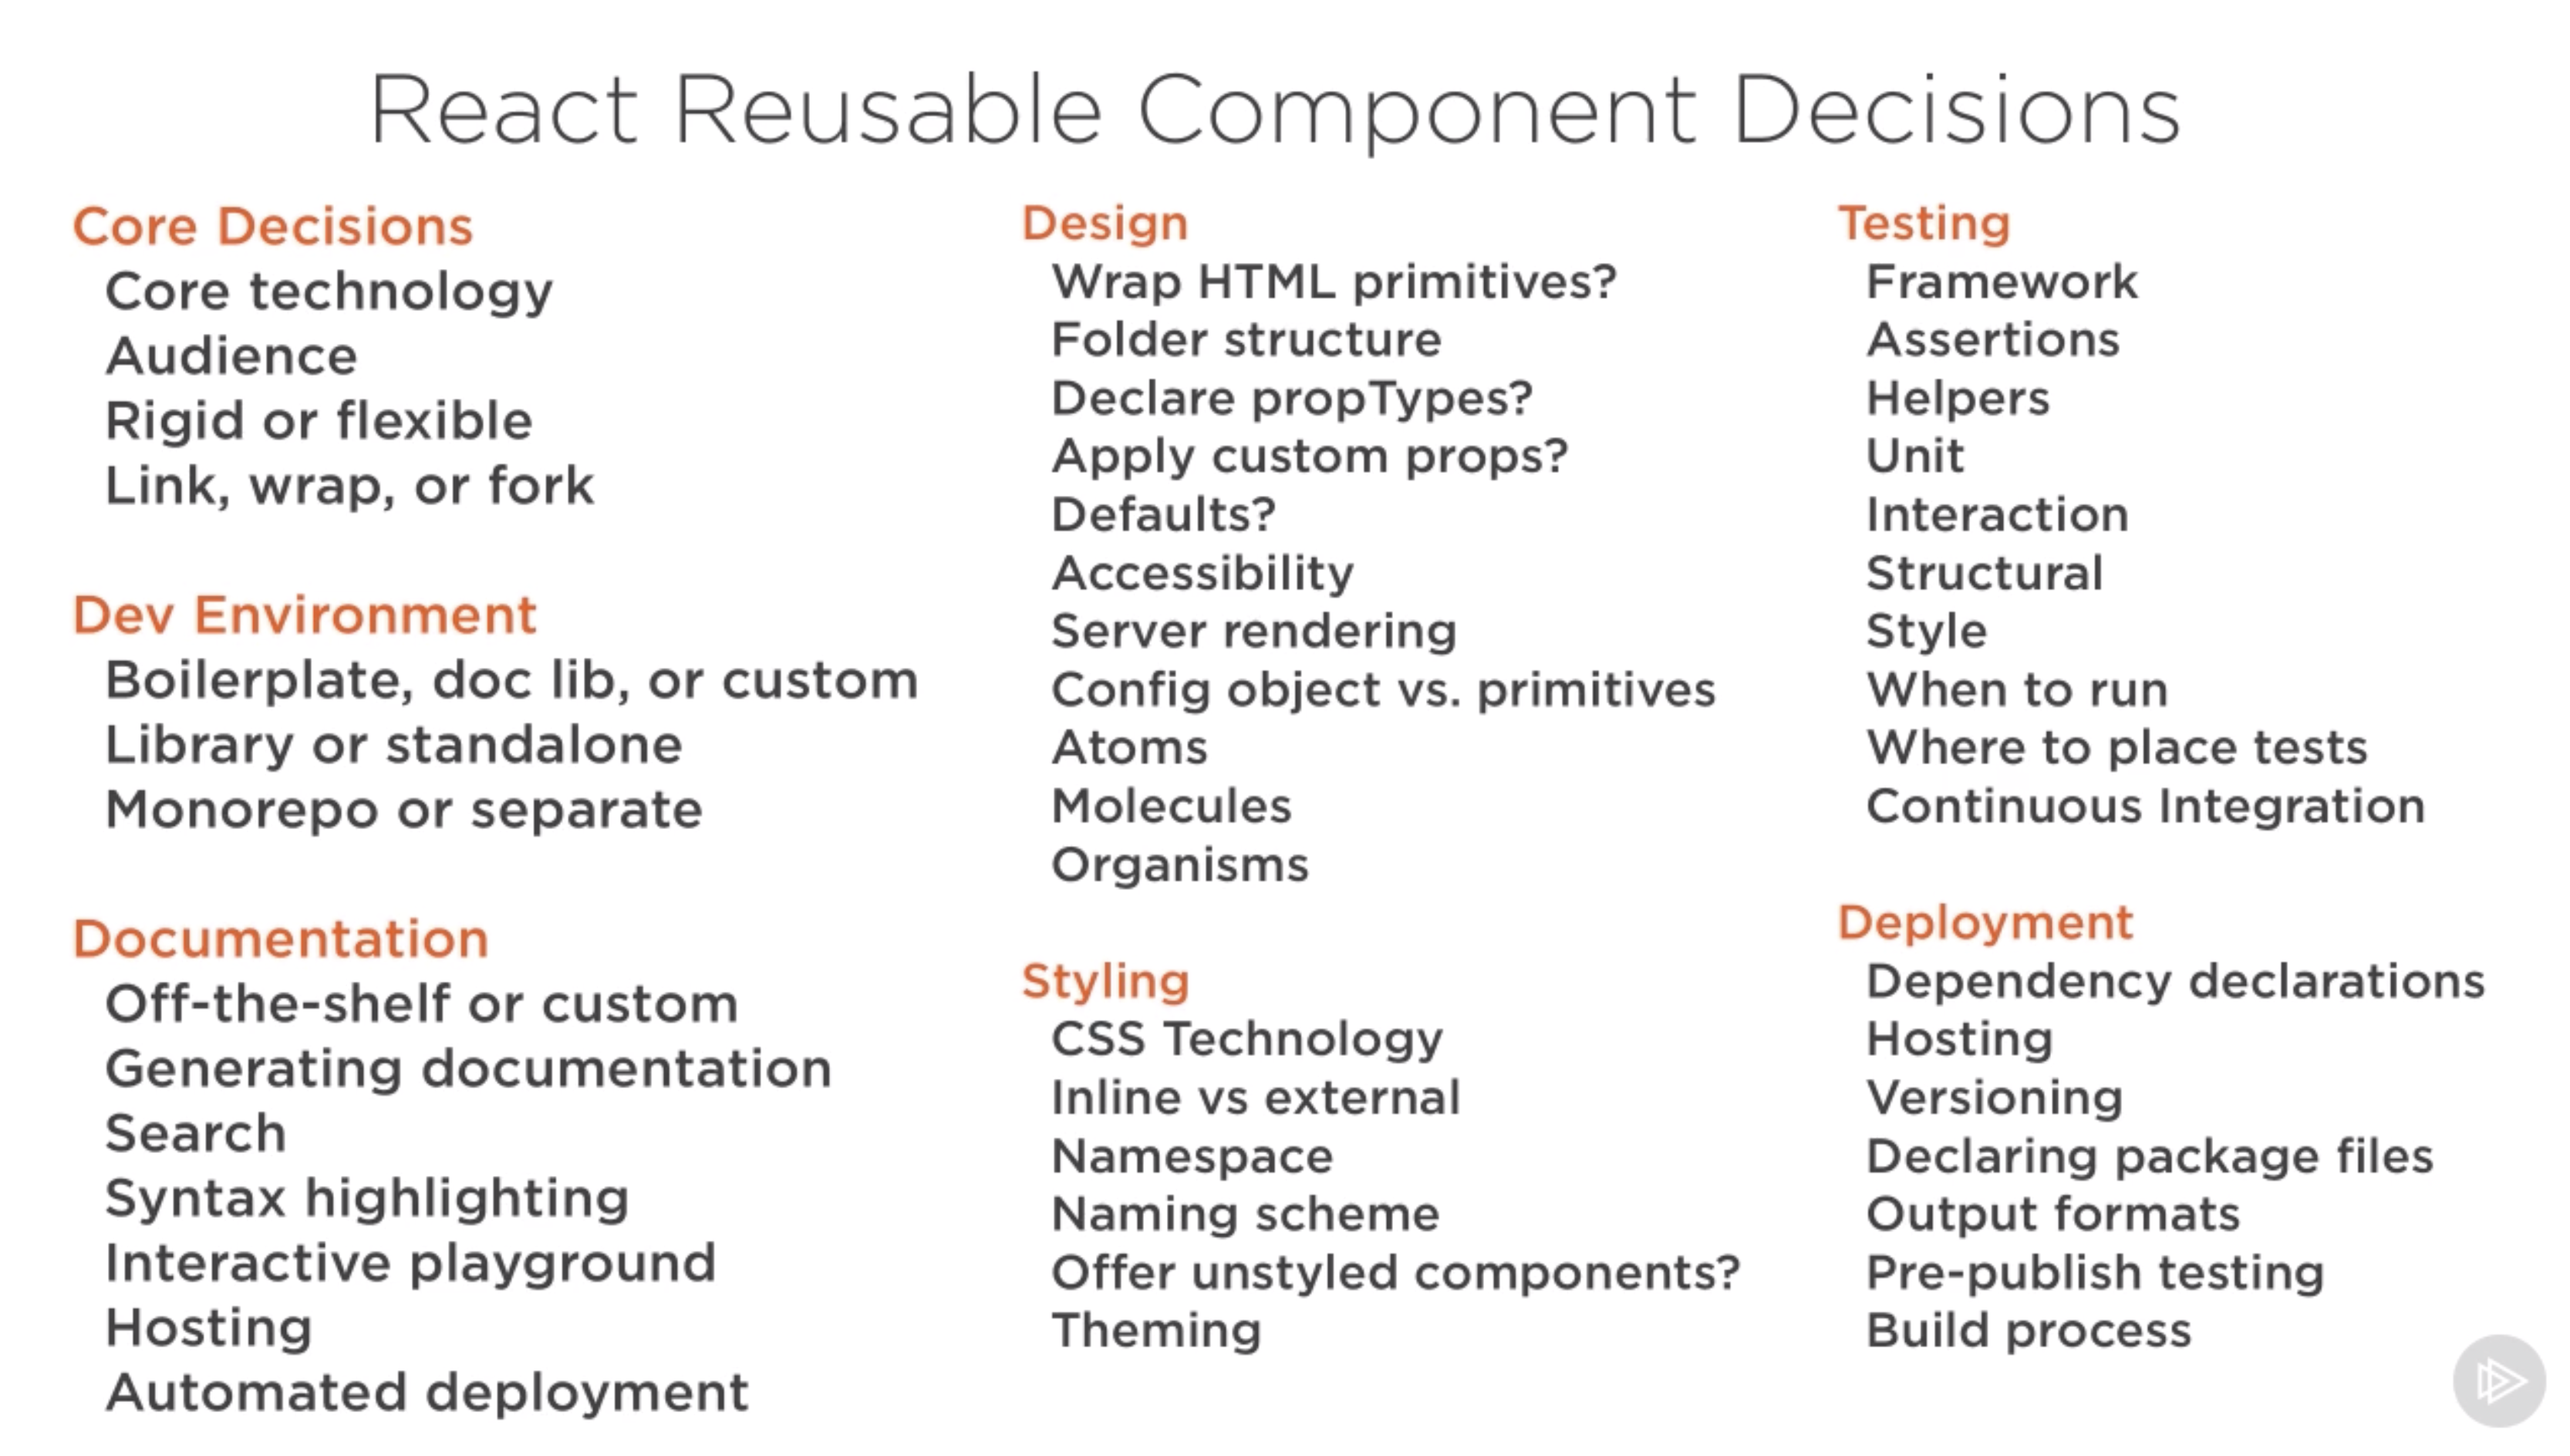 React Reusable Component Decisions
Core Decisions
Core technology
Audience
Rigid or flexible
Link, wrap, or fork
Dev Environment
Boilerplate, doc lib, or custom
Library or standalone
Monorepo or separate
Documentation
Off-the-shelf or custom
Generating documentation
Search
Syntax highlighting
Interactive playground
Hosting
Automated deployment
Design
Wrap HTML primitives?
Folder structure
Declare propTypes?
Apply custom props?
Defaults?
Accessibility
Server rendering
Config object vs. primitives
Atoms
Molecules
Organisms
Styling
CSS Technology
Inline vs external
Namespace
Naming scheme
Offer unstyled components?
Theming
Testing
Framework
Assertions
Helpers
Unit
Interaction
Structural
Style
When to run
Where to place tests
Continuous Integration
Deployment
Dependency declarations
Hosting
Versioning
Declaring package files
Output formats
Pre-publish testing
Build process